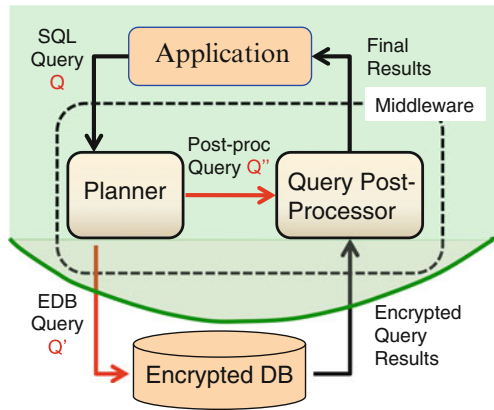 SQL
Query
Q
Application
Final
Results
Middleware
Post-proc
Query Q''
Planner
Query Post-
Processor
EDB
Query
Q'
Encrypted
Query
Results
Encrypted DB